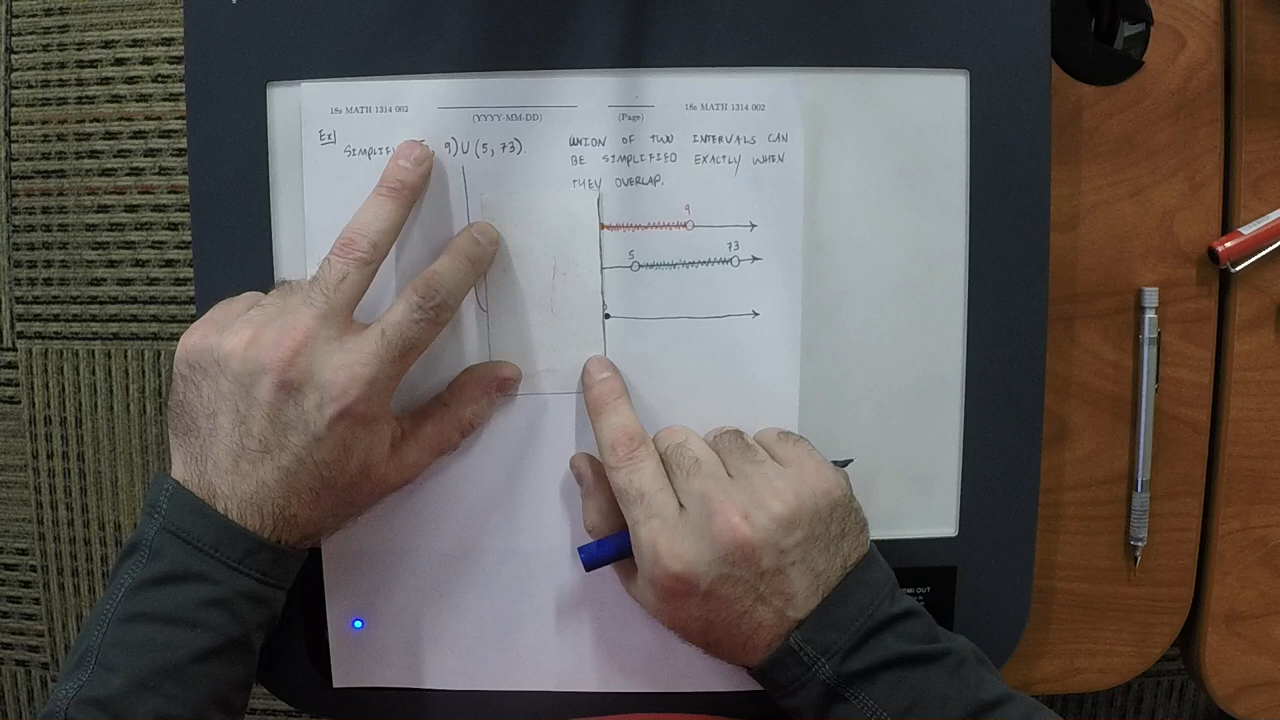 18s MATH 1314 002
(YYYY-MM-DD)
(Page)
18s MATH 1314 002
Ex]
9) ∪ (5, 73).
UNION OF TWO INTERVALS CAN
BE SIMPLIFIED EXACTLY WHEN
THEY OVERLAP.
9
5 73
OUT